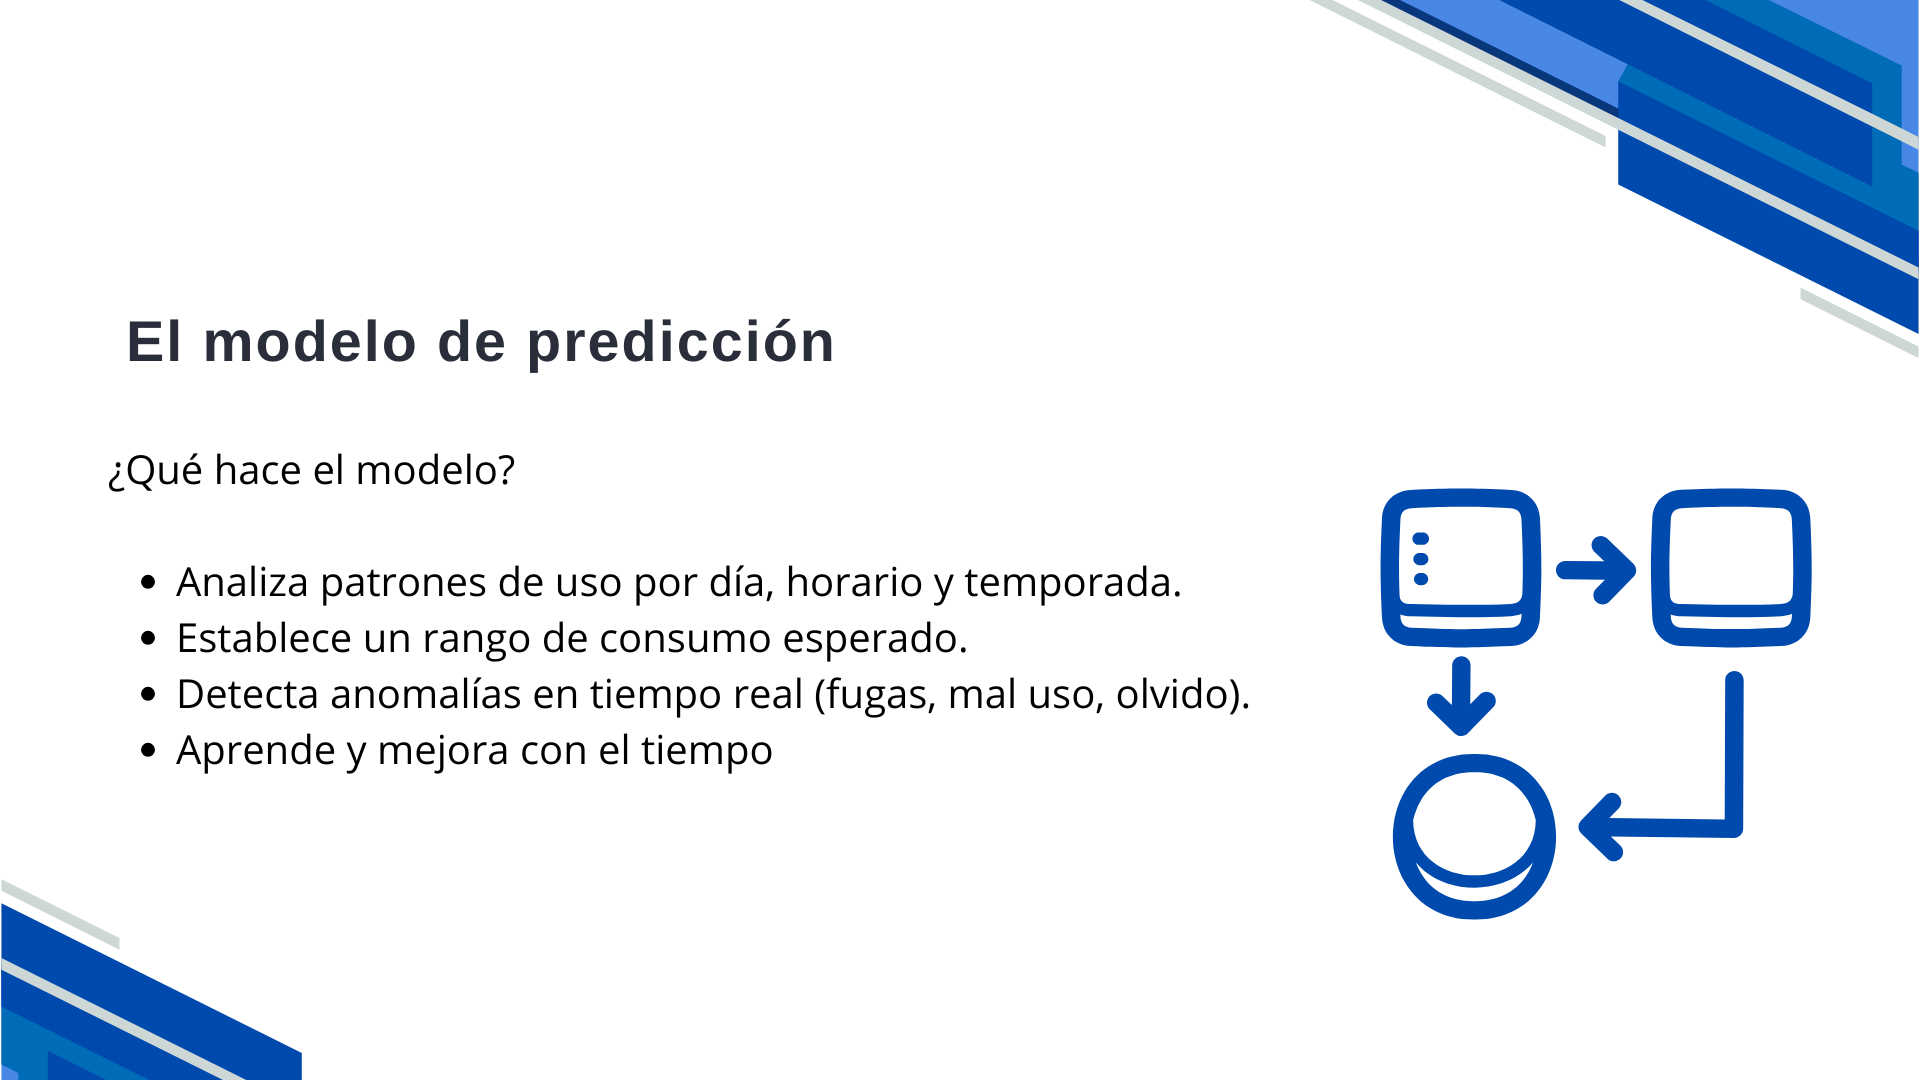 El modelo de predicción
¿Qué hace el modelo?
• Analiza patrones de uso por día, horario y temporada.
• Establece un rango de consumo esperado.
• Detecta anomalías en tiempo real (fugas, mal uso, olvido).
• Aprende y mejora con el tiempo